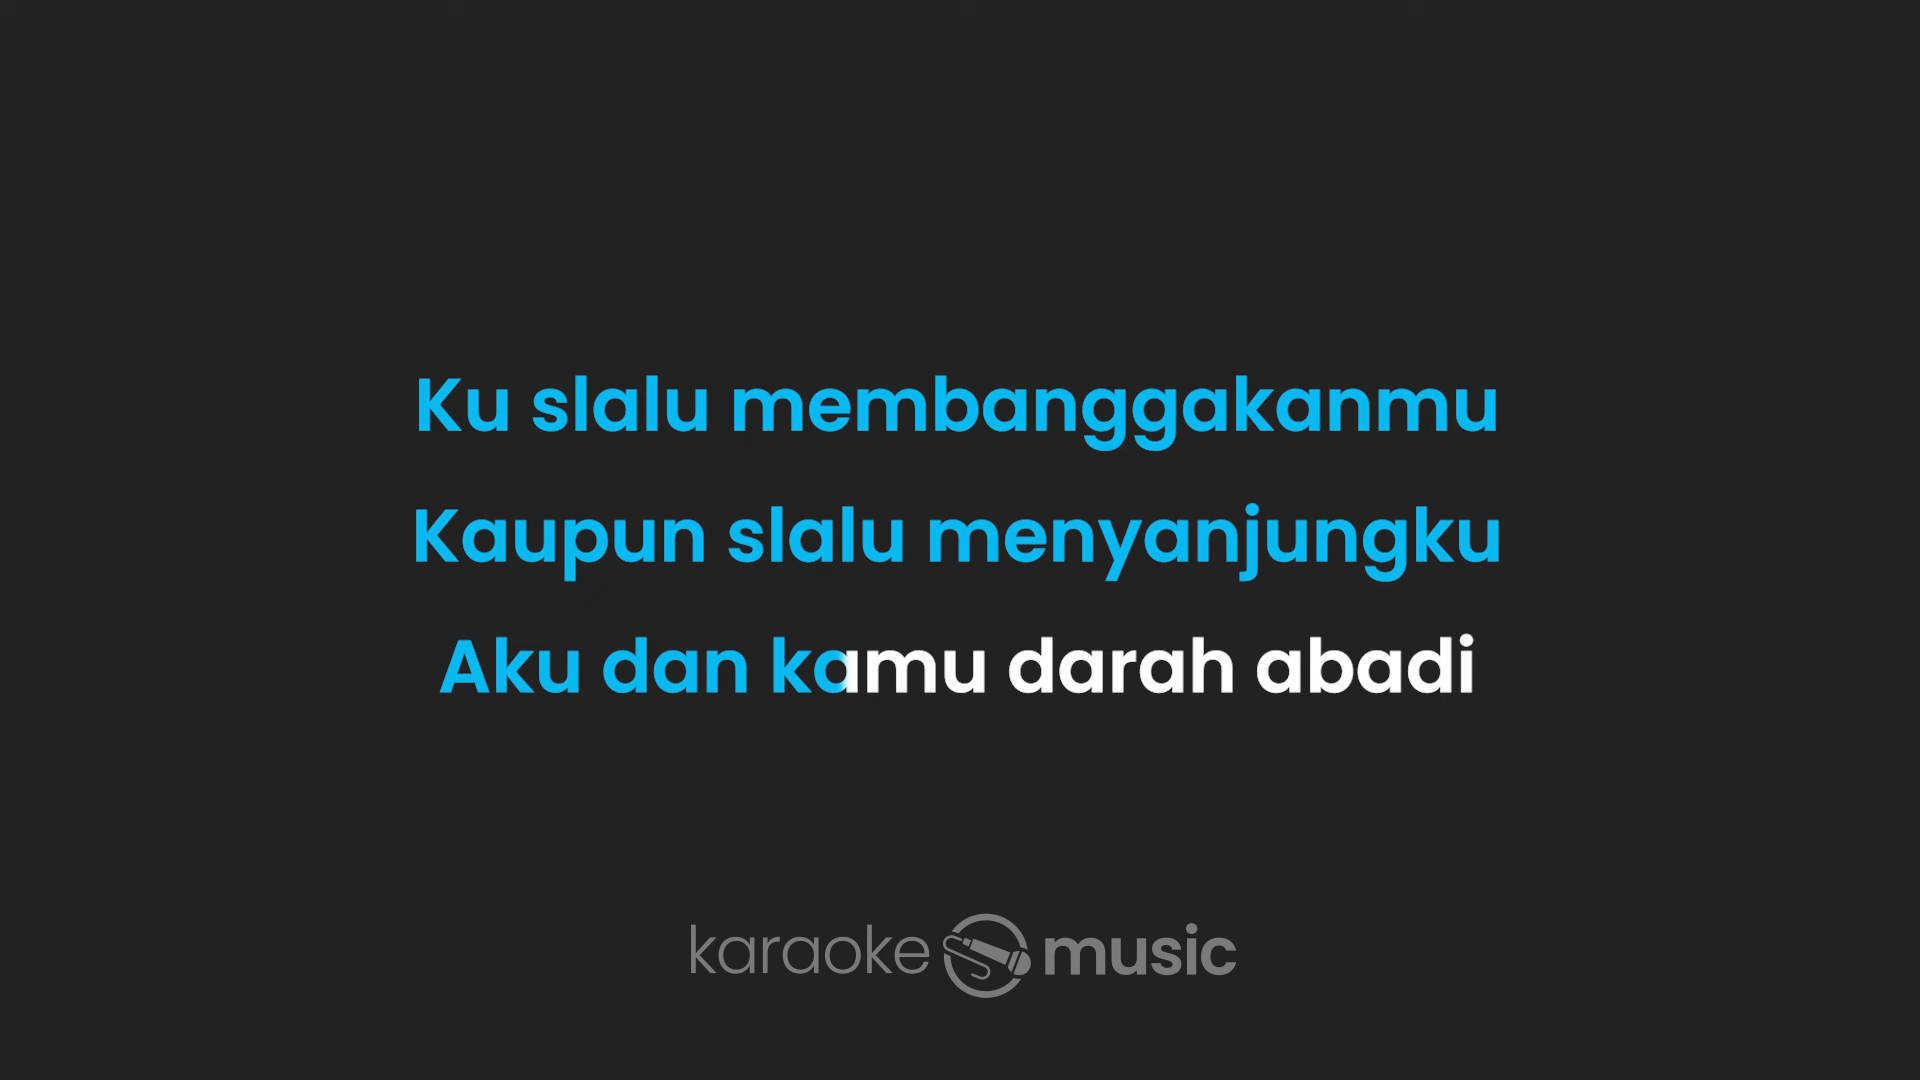 Ku slalu membanggakanmu
Kaupun slalu menyanjungku
Aku dan kamu darah abadi
karaoke music